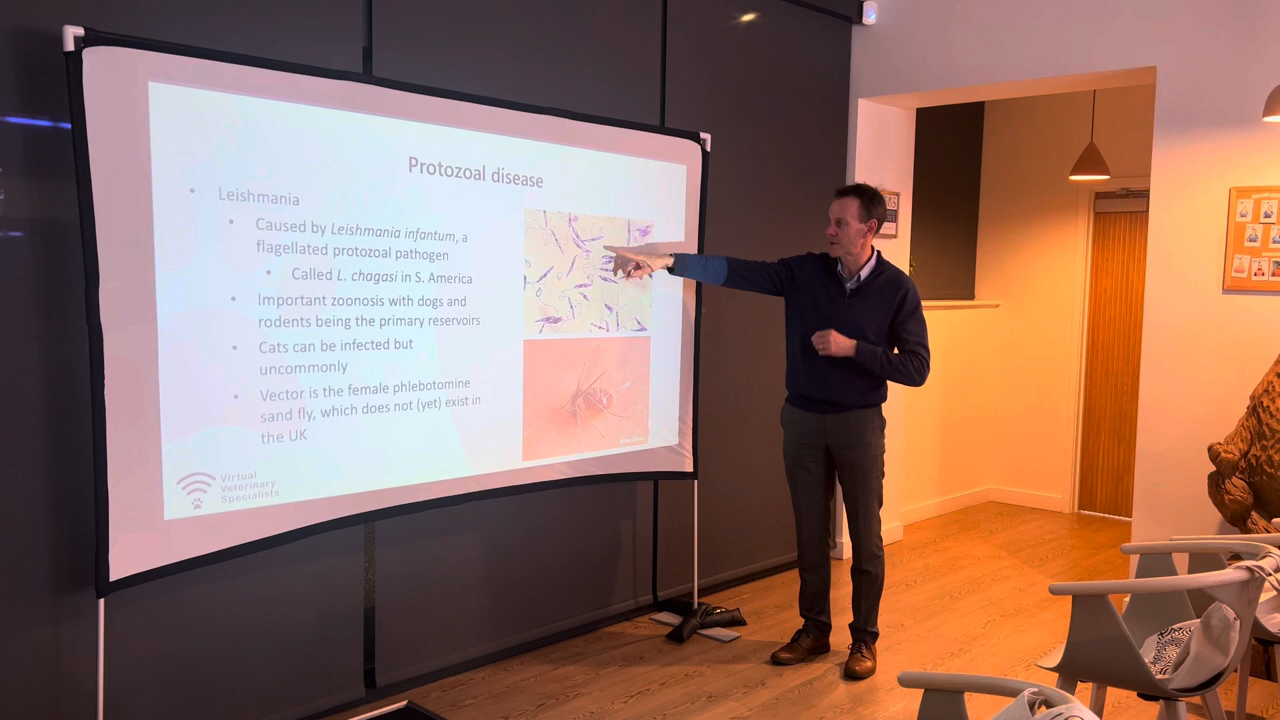 Protozoal disease
• Leishmania
• Caused by Leishmania infantum, a
flagellated protozoal pathogen
• Called L. chagasi in S. America
• Important zoonosis with dogs and
rodents being the primary reservoirs
• Cats can be infected but
uncommonly
• Vector is the female phlebotomine
sand fly, which does not (yet) exist in
the UK
Virtual
Veterinary
Specialists